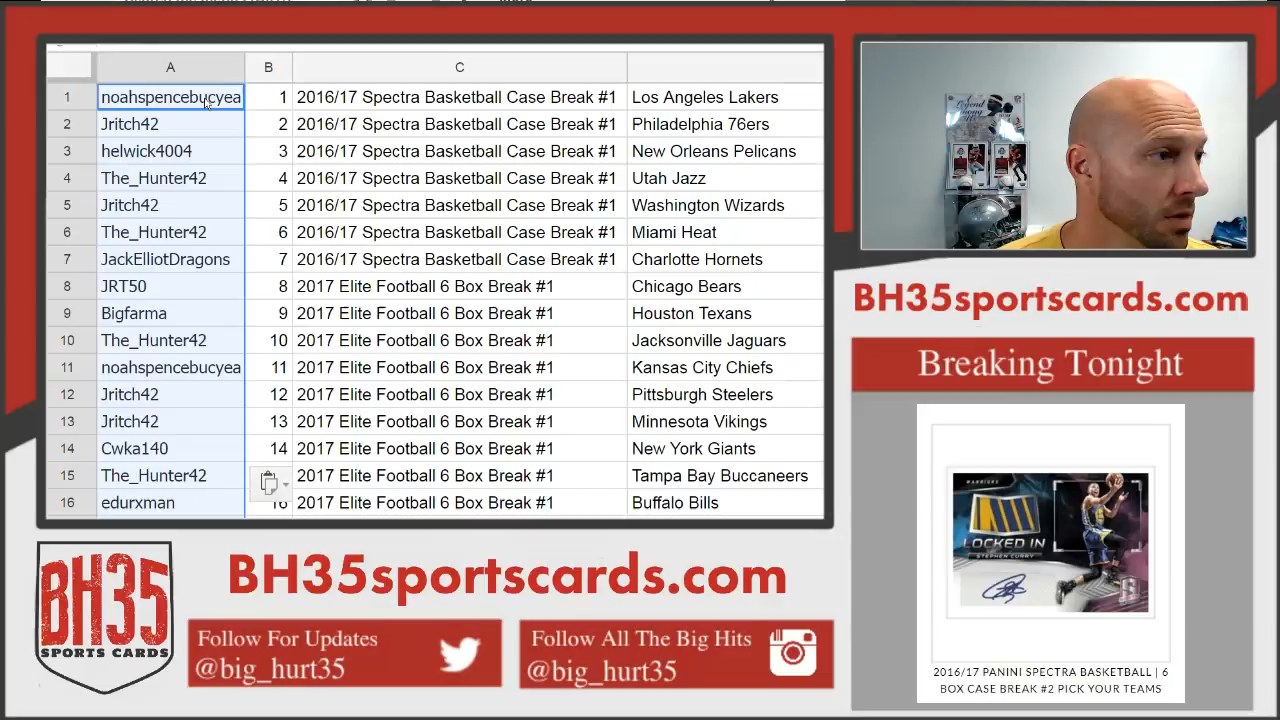 A B C
1 noahspencebucyea 1 2016/17 Spectra Basketball Case Break #1 Los Angeles Lakers
2 Jritch42 2 2016/17 Spectra Basketball Case Break #1 Philadelphia 76ers
3 helwick4004 3 2016/17 Spectra Basketball Case Break #1 New Orleans Pelicans
4 The_Hunter42 4 2016/17 Spectra Basketball Case Break #1 Utah Jazz
5 Jritch42 5 2016/17 Spectra Basketball Case Break #1 Washington Wizards
6 The_Hunter42 6 2016/17 Spectra Basketball Case Break #1 Miami Heat
7 JackElliotDragons 7 2016/17 Spectra Basketball Case Break #1 Charlotte Hornets
8 JRT50 8 2017 Elite Football 6 Box Break #1 Chicago Bears
9 Bigfarma 9 2017 Elite Football 6 Box Break #1 Houston Texans
10 The_Hunter42 10 2017 Elite Football 6 Box Break #1 Jacksonville Jaguars
11 noahspencebucyea 11 2017 Elite Football 6 Box Break #1 Kansas City Chiefs
12 Jritch42 12 2017 Elite Football 6 Box Break #1 Pittsburgh Steelers
13 Jritch42 13 2017 Elite Football 6 Box Break #1 Minnesota Vikings
14 Cwka140 14 2017 Elite Football 6 Box Break #1 New York Giants
15 The_Hunter42 2017 Elite Football 6 Box Break #1 Tampa Bay Buccaneers
16 edurxman 16 2017 Elite Football 6 Box Break #1 Buffalo Bills
BH35sportscards.com
Breaking Tonight
WARRIORS
LOCKED IN
STEPHEN CURRY
2016/17 PANINI SPECTRA BASKETBALL | 6
BOX CASE BREAK #2 PICK YOUR TEAMS
BH35
SPORTS CARDS
BH35sportscards.com
Follow For Updates
@big_hurt35
Follow All The Big Hits
@big_hurt35